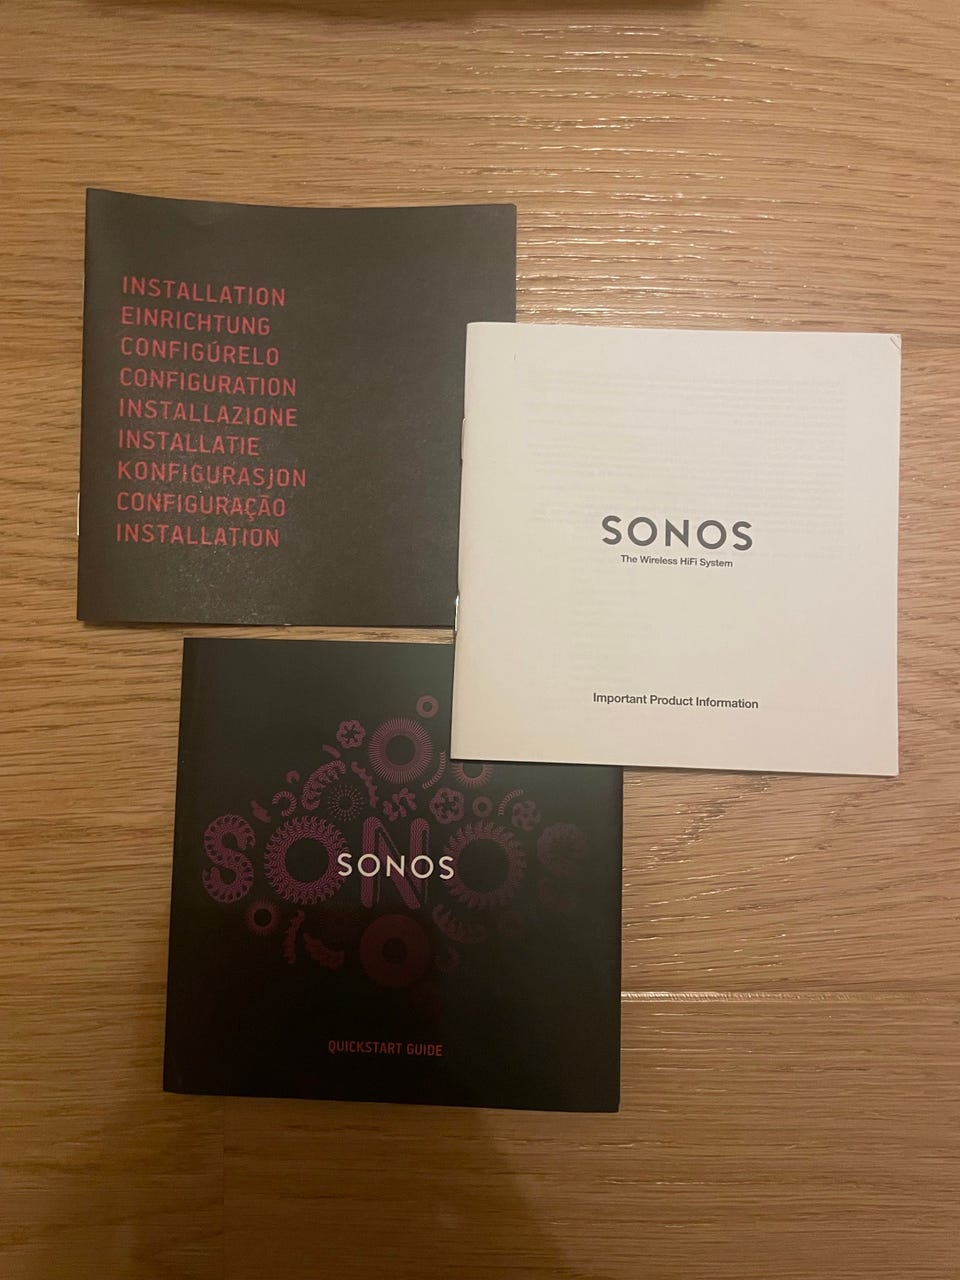 INSTALLATION
EINRICHTUNG
CONFIGÚRELO
CONFIGURATION
INSTALLAZIONE
INSTALLATIE
KONFIGURASJON
CONFIGURAÇÃO
INSTALLATION
SONOS
The Wireless HiFi System
Important Product Information
SONOS
SONOS
QUICKSTART GUIDE